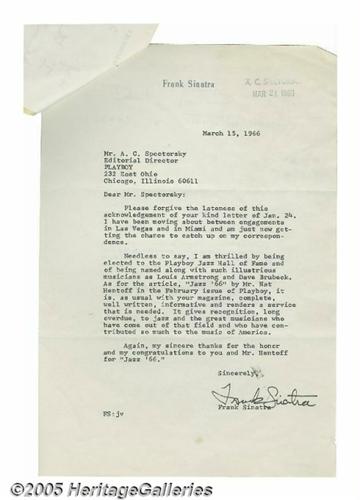 Frank Sinatra
A. C. SPECTORSKY
MAR 21 1966
March 15, 1966
Mr. A. C. Spectorsky
Editorial Director
PLAYBOY
232 East Ohio
Chicago, Illinois 60611
Dear Mr. Spectorsky:
Please forgive the lateness of this
acknowledgement of your kind letter of Jan. 24.
I have been moving about between engagements
in Las Vegas and in Miami and am just now get-
ting the chance to catch up on my correspon-
dence.
Needless to say, I am thrilled by being
elected to the Playboy Jazz Hall of Fame and
of being named along with such illustrious
musicians as Louis Armstrong and Dave Brubeck.
As for the article, "Jazz '66" by Mr. Nat
Hentoff in the February issue of Playboy, it
is, as usual with your magazine, complete,
well written, informative and renders a service
that is needed. It gives recognition, long
overdue, to jazz and the great musicians who
have come out of that field and who have con-
tributed so much to the music of America.
Again, my sincere thanks for the honor
and my congratulations to you and Mr. Hentoff
for "Jazz '66."
Sincerely,
Frank Sinatra
Frank Sinatra
FS:jv
©2005 HeritageGalleries